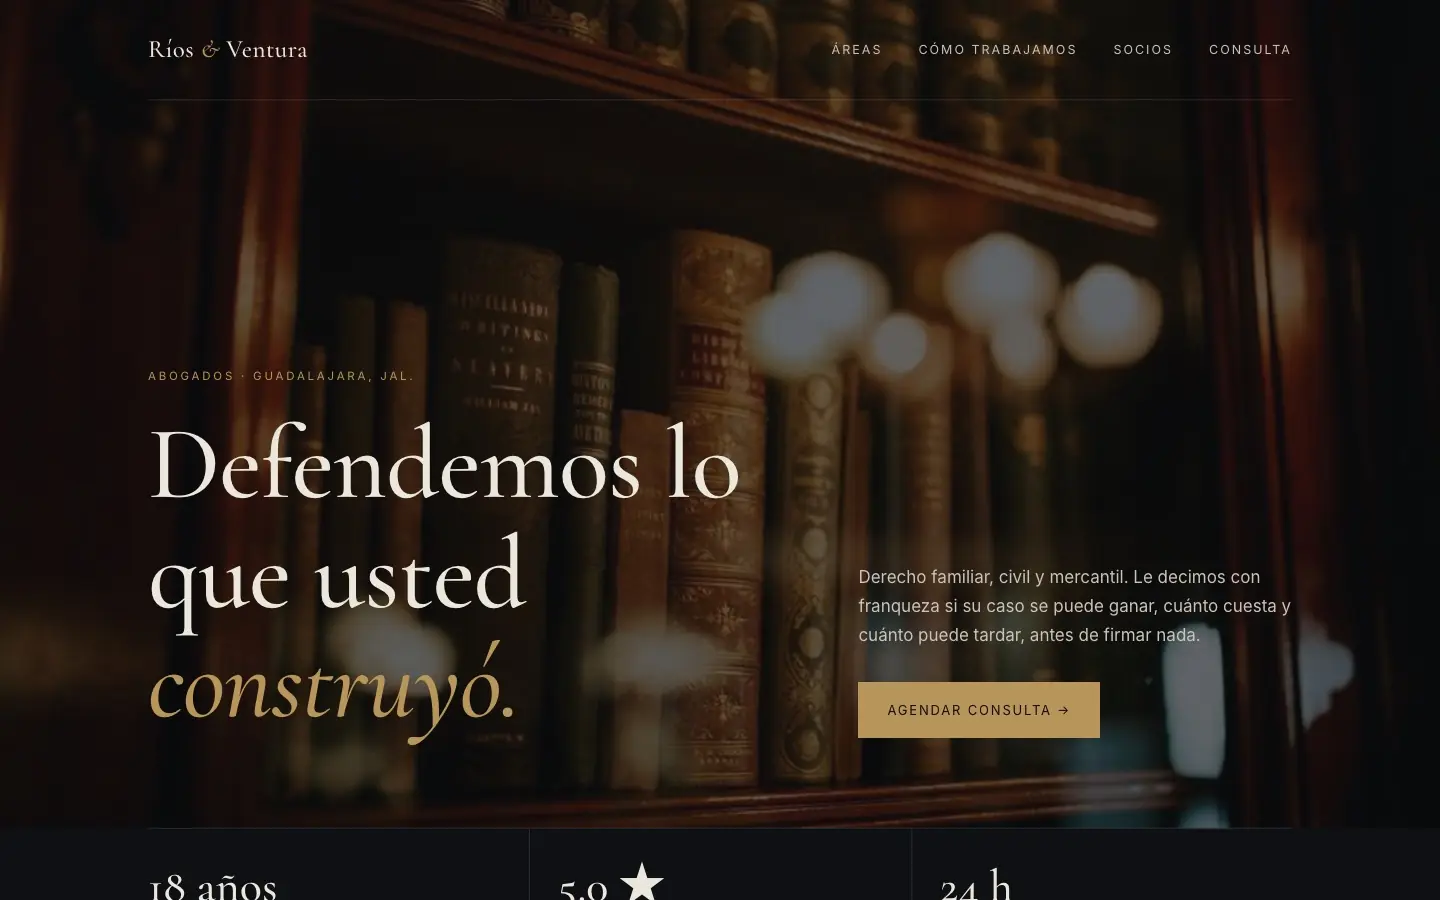 Ríos & Ventura
ÁREAS CÓMO TRABAJAMOS SOCIOS CONSULTA
ABOGADOS · GUADALAJARA, JAL.
Defendemos lo
que usted
construyó.
Derecho familiar, civil y mercantil. Le decimos con
franqueza si su caso se puede ganar, cuánto cuesta y
cuánto puede tardar, antes de firmar nada.
AGENDAR CONSULTA →
18 años
5.0 ★
24 h